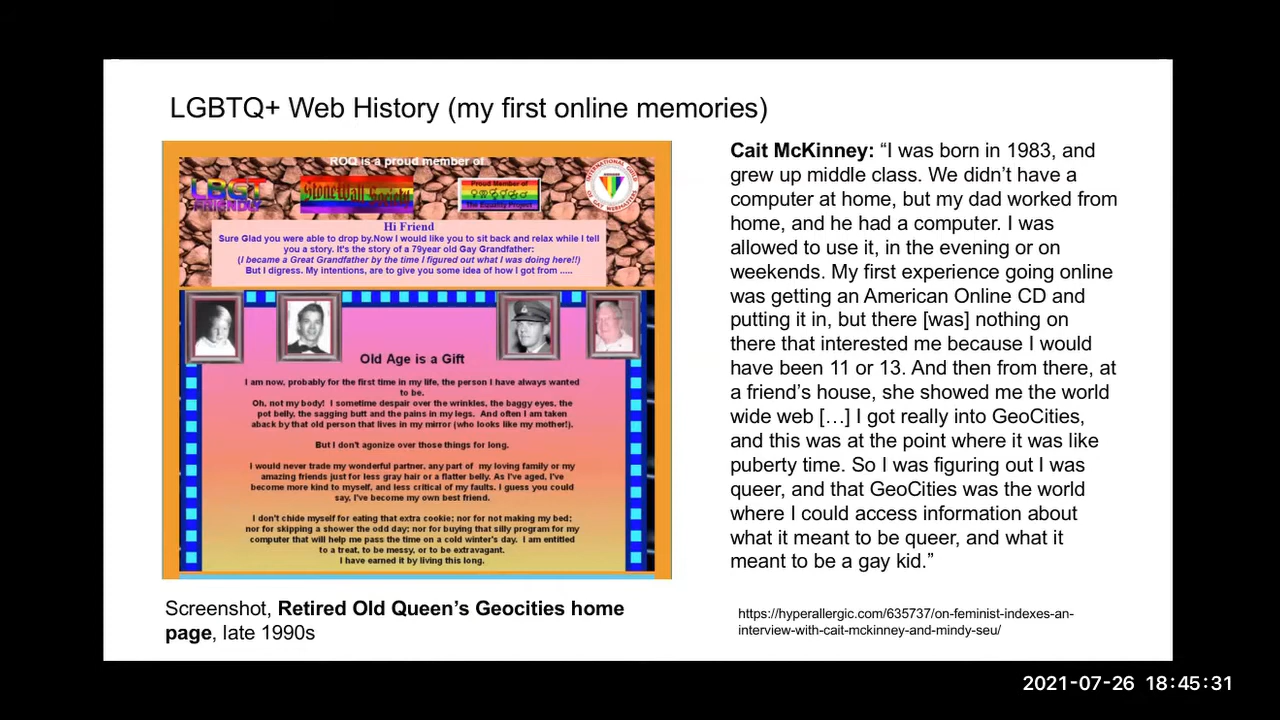 LGBTQ+ Web History (my first online memories)
ROQ is a proud member of
LBGT
FRIENDLY
Stonewall Society
Proud Member of
The Equality Project
INTERNATIONAL GUILD
OF GAY WEBMASTERS
Hi Friend
Sure Glad you were able to drop by.Now I would like you to sit back and relax while I tell
you a story. It's the story of a 79year old Gay Grandfather:
(I became a Great Grandfather by the time I figured out what I was doing here!!)
But I digress. My intentions, are to give you some idea of how I got from .....
Old Age is a Gift
I am now, probably for the first time in my life, the person I have always wanted
to be.
Oh, not my body! I sometime despair over the wrinkles, the baggy eyes, the
pot belly, the sagging butt and the pains in my legs. And often I am taken
aback by that old person that lives in my mirror (who looks like my mother!).
But I don't agonize over those things for long.
I would never trade my wonderful partner, any part of my loving family or my
amazing friends just for less gray hair or a flatter belly. As I've aged, I've
become more kind to myself, and less critical of my faults. I guess you could
say, I've become my own best friend.
I don't chide myself for eating that extra cookie; nor for not making my bed;
nor for skipping a shower the odd day; nor for buying that silly program for my
computer that will help me pass the time on a cold winter's day. I am entitled
to a treat, to be messy, or to be extravagant.
I have earned it by living this long.
Screenshot, Retired Old Queen’s Geocities home
page, late 1990s
Cait McKinney: “I was born in 1983, and
grew up middle class. We didn’t have a
computer at home, but my dad worked from
home, and he had a computer. I was
allowed to use it, in the evening or on
weekends. My first experience going online
was getting an American Online CD and
putting it in, but there [was] nothing on
there that interested me because I would
have been 11 or 13. And then from there, at
a friend’s house, she showed me the world
wide web […] I got really into GeoCities,
and this was at the point where it was like
puberty time. So I was figuring out I was
queer, and that GeoCities was the world
where I could access information about
what it meant to be queer, and what it
meant to be a gay kid.”
https://hyperallergic.com/635737/on-feminist-indexes-an-
interview-with-cait-mckinney-and-mindy-seu/
2021-07-26 18:45:31